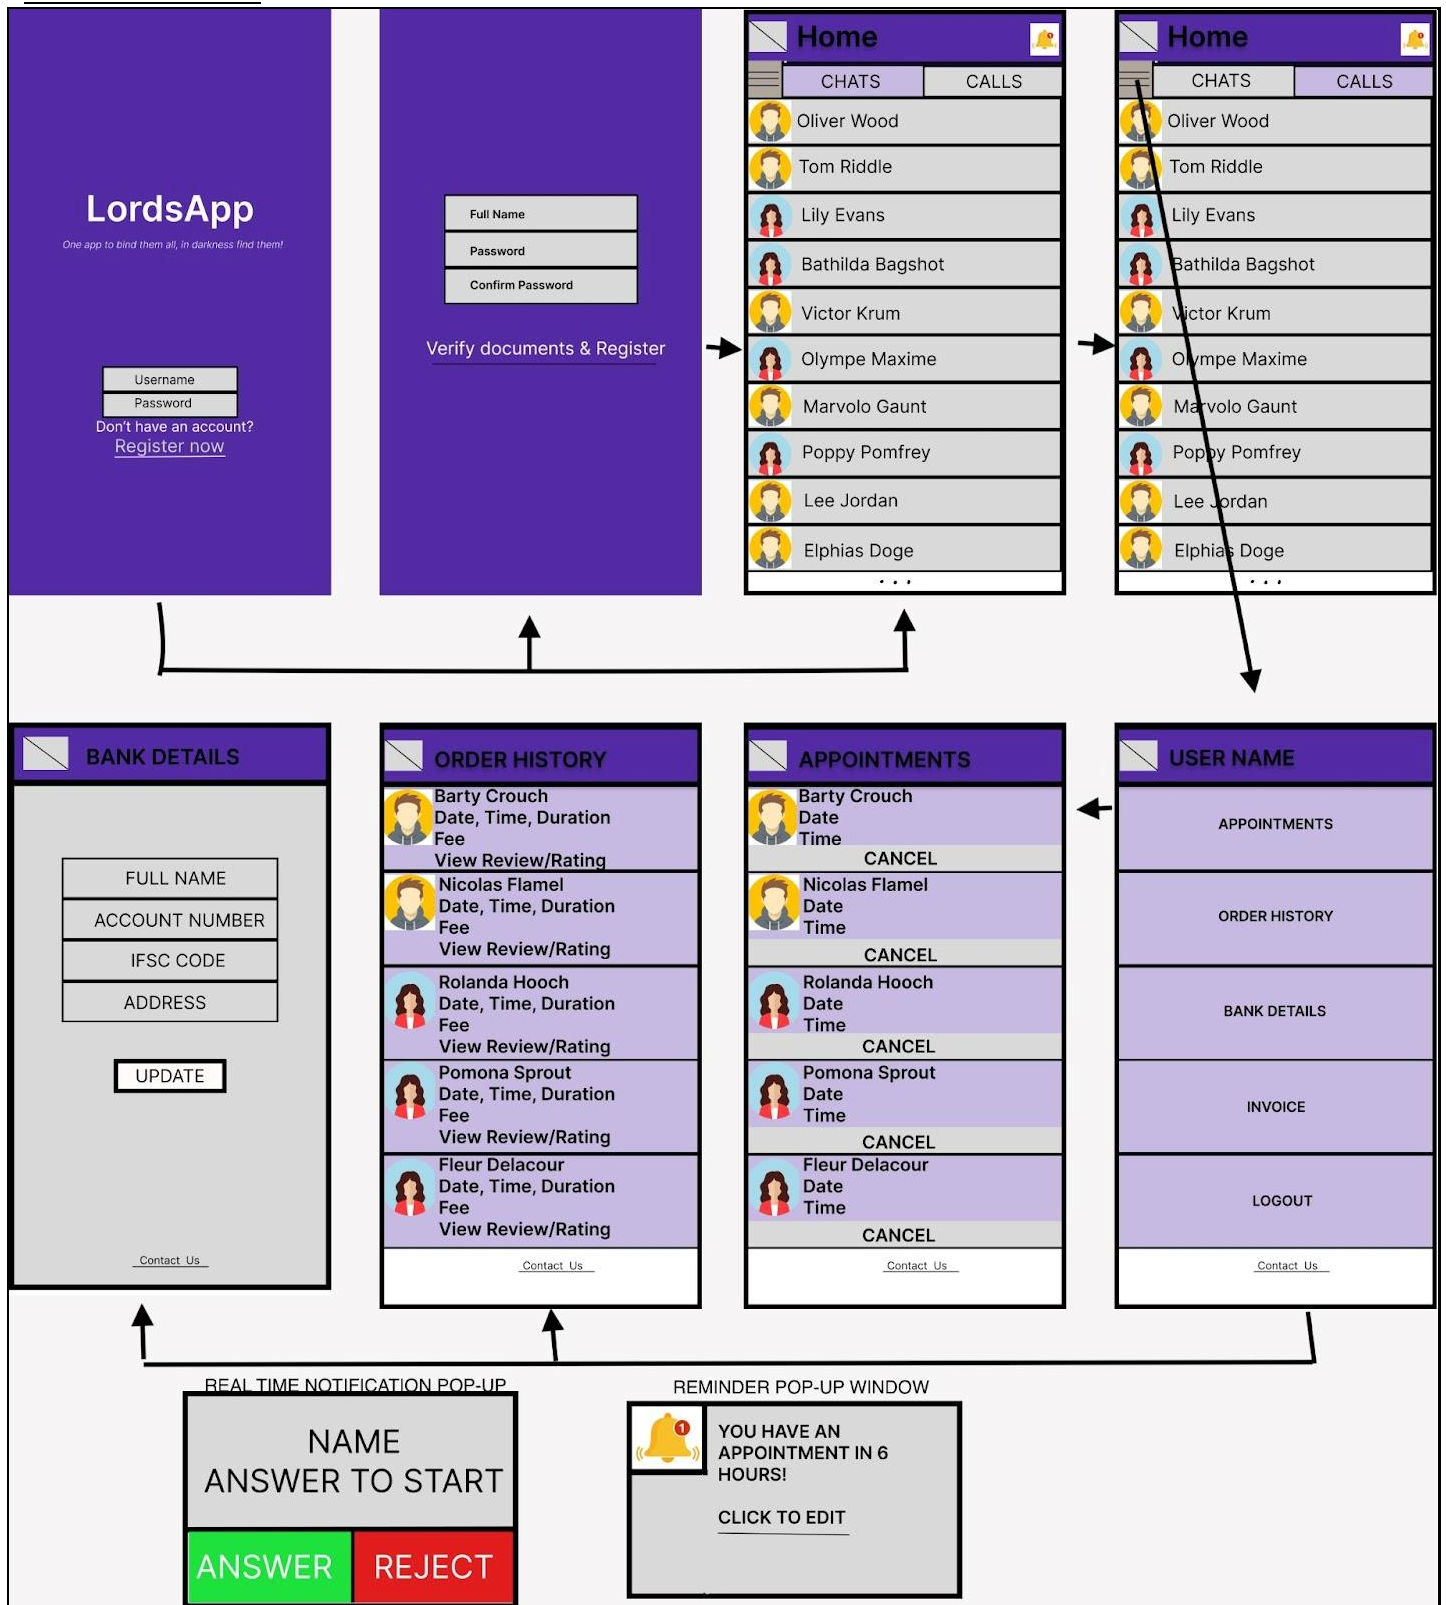 LordsApp
One app to bind them all, in darkness find them!
Username
Password
Don't have an account?
Register now
Full Name
Password
Confirm Password
Verify documents & Register
Home
CHATS
CALLS
Oliver Wood
Tom Riddle
Lily Evans
Bathilda Bagshot
Victor Krum
Olympe Maxime
Marvolo Gaunt
Poppy Pomfrey
Lee Jordan
Elphias Doge
. . .
Home
CHATS
CALLS
Oliver Wood
Tom Riddle
Lily Evans
Bathilda Bagshot
Victor Krum
Olympe Maxime
Marvolo Gaunt
Poppy Pomfrey
Lee Jordan
Elphias Doge
. . .
BANK DETAILS
FULL NAME
ACCOUNT NUMBER
IFSC CODE
ADDRESS
UPDATE
Contact Us
ORDER HISTORY
Barty Crouch
Date, Time, Duration
Fee
View Review/Rating
Nicolas Flamel
Date, Time, Duration
Fee
View Review/Rating
Rolanda Hooch
Date, Time, Duration
Fee
View Review/Rating
Pomona Sprout
Date, Time, Duration
Fee
View Review/Rating
Fleur Delacour
Date, Time, Duration
Fee
View Review/Rating
Contact Us
APPOINTMENTS
Barty Crouch
Date
Time
CANCEL
Nicolas Flamel
Date
Time
CANCEL
Rolanda Hooch
Date
Time
CANCEL
Pomona Sprout
Date
Time
CANCEL
Fleur Delacour
Date
Time
CANCEL
Contact Us
USER NAME
APPOINTMENTS
ORDER HISTORY
BANK DETAILS
INVOICE
LOGOUT
Contact Us
REAL TIME NOTIFICATION POP-UP
NAME
ANSWER TO START
ANSWER
REJECT
REMINDER POP-UP WINDOW
1
YOU HAVE AN
APPOINTMENT IN 6
HOURS!
CLICK TO EDIT